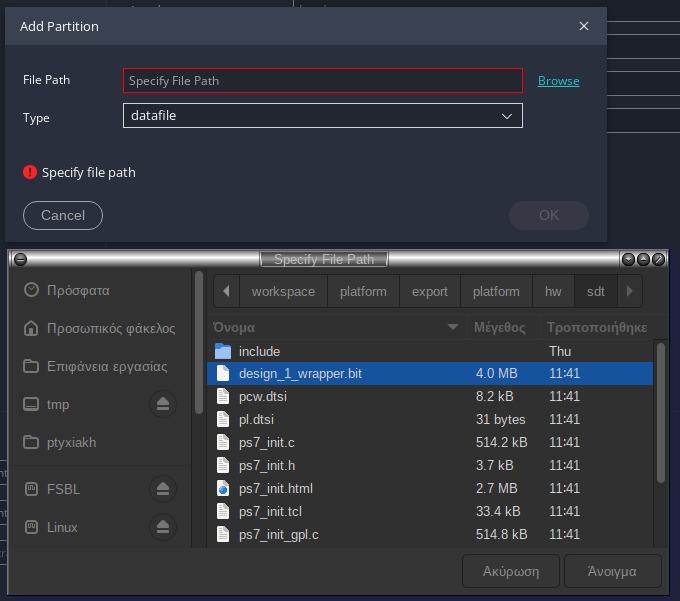 Add Partition
File Path
Specify File Path
Browse
Type
datafile
Specify file path
Cancel
OK
Specify File Path
Πρόσφατα
Προσωπικός φάκελος
Επιφάνεια εργασίας
tmp
ptyxiakh
FSBL
Linux
workspace platform export platform hw sdt
Όνομα Μέγεθος Τροποποιήθηκε
include Thu
design_1_wrapper.bit 4.0 MB 11:41
pcw.dtsi 8.2 kB 11:41
pl.dtsi 31 bytes 11:41
ps7_init.c 514.2 kB 11:41
ps7_init.h 3.7 kB 11:41
ps7_init.html 2.7 MB 11:41
ps7_init.tcl 33.4 kB 11:41
ps7_init_gpl.c 514.8 kB 11:41
Ακύρωση Άνοιγμα